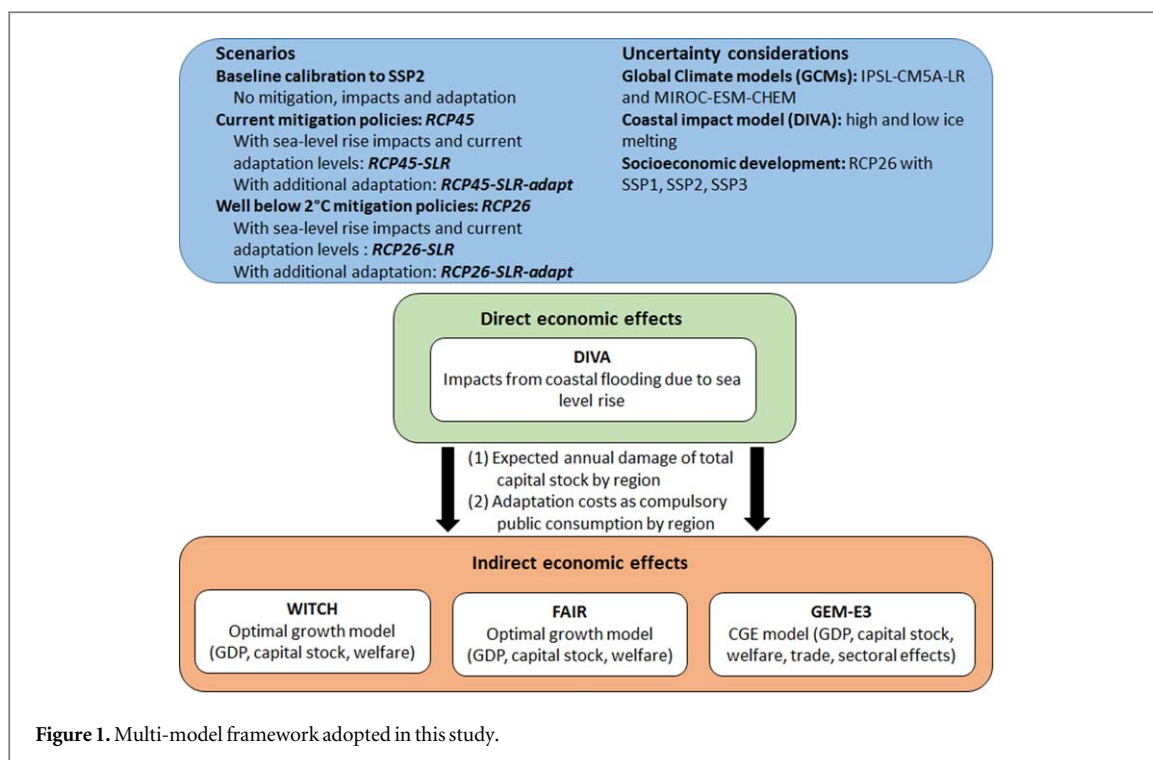 Scenarios
Baseline calibration to SSP2
No mitigation, impacts and adaptation
Current mitigation policies: RCP45
With sea-level rise impacts and current
adaptation levels: RCP45-SLR
With additional adaptation: RCP45-SLR-adapt
Well below 2°C mitigation policies: RCP26
With sea-level rise impacts and current
adaptation levels : RCP26-SLR
With additional adaptation: RCP26-SLR-adapt
Uncertainty considerations
Global Climate models (GCMs): IPSL-CM5A-LR
and MIROC-ESM-CHEM
Coastal impact model (DIVA): high and low ice
melting
Socioeconomic development: RCP26 with
SSP1, SSP2, SSP3
Direct economic effects
DIVA
Impacts from coastal flooding due to sea
level rise
(1) Expected annual damage of total
capital stock by region
(2) Adaptation costs as compulsory
public consumption by region
Indirect economic effects
WITCH
Optimal growth model
(GDP, capital stock, welfare)
FAIR
Optimal growth model
(GDP, capital stock, welfare)
GEM-E3
CGE model (GDP, capital stock,
welfare, trade, sectoral effects)
Figure 1. Multi-model framework adopted in this study.